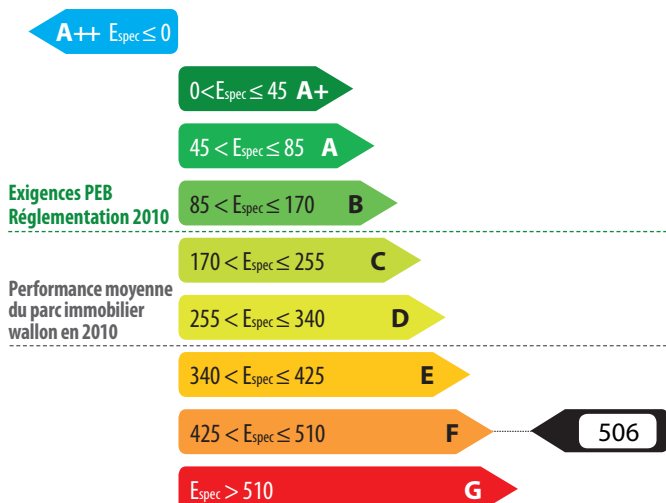 A++ Espec ≤ 0
0<Espec ≤ 45 A+
45 < Espec ≤ 85 A
Exigences PEB
Réglementation 2010
85 < Espec ≤ 170 B
170 < Espec ≤ 255 C
Performance moyenne
du parc immobilier
wallon en 2010
255 < Espec ≤ 340 D
340 < Espec ≤ 425 E
425 < Espec ≤ 510 F
506
Espec > 510 G